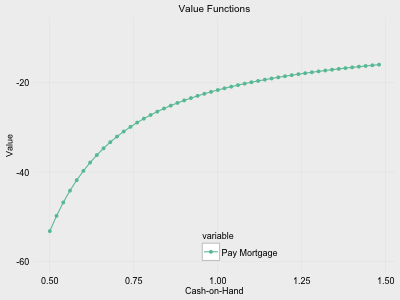 Value Functions
Value
-20
-40
-60
0.50
0.75
1.00
1.25
1.50
Cash-on-Hand
variable
Pay Mortgage